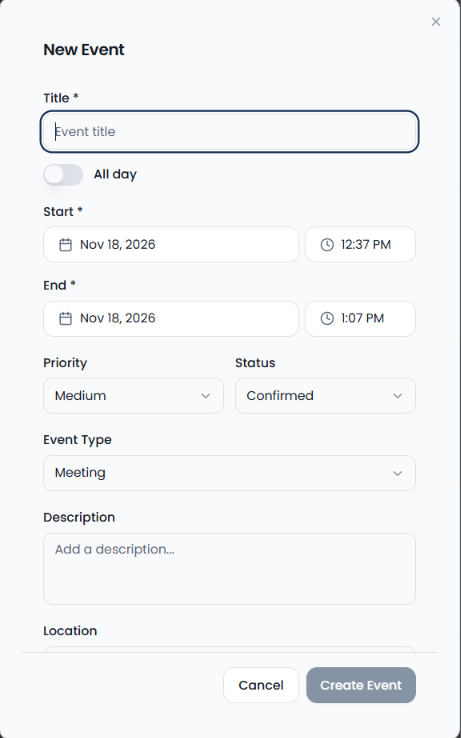 New Event
Title *
Event title
All day
Start *
Nov 18, 2026 12:37 PM
End *
Nov 18, 2026 1:07 PM
Priority Status
Medium Confirmed
Event Type
Meeting
Description
Add a description...
Location
Cancel Create Event